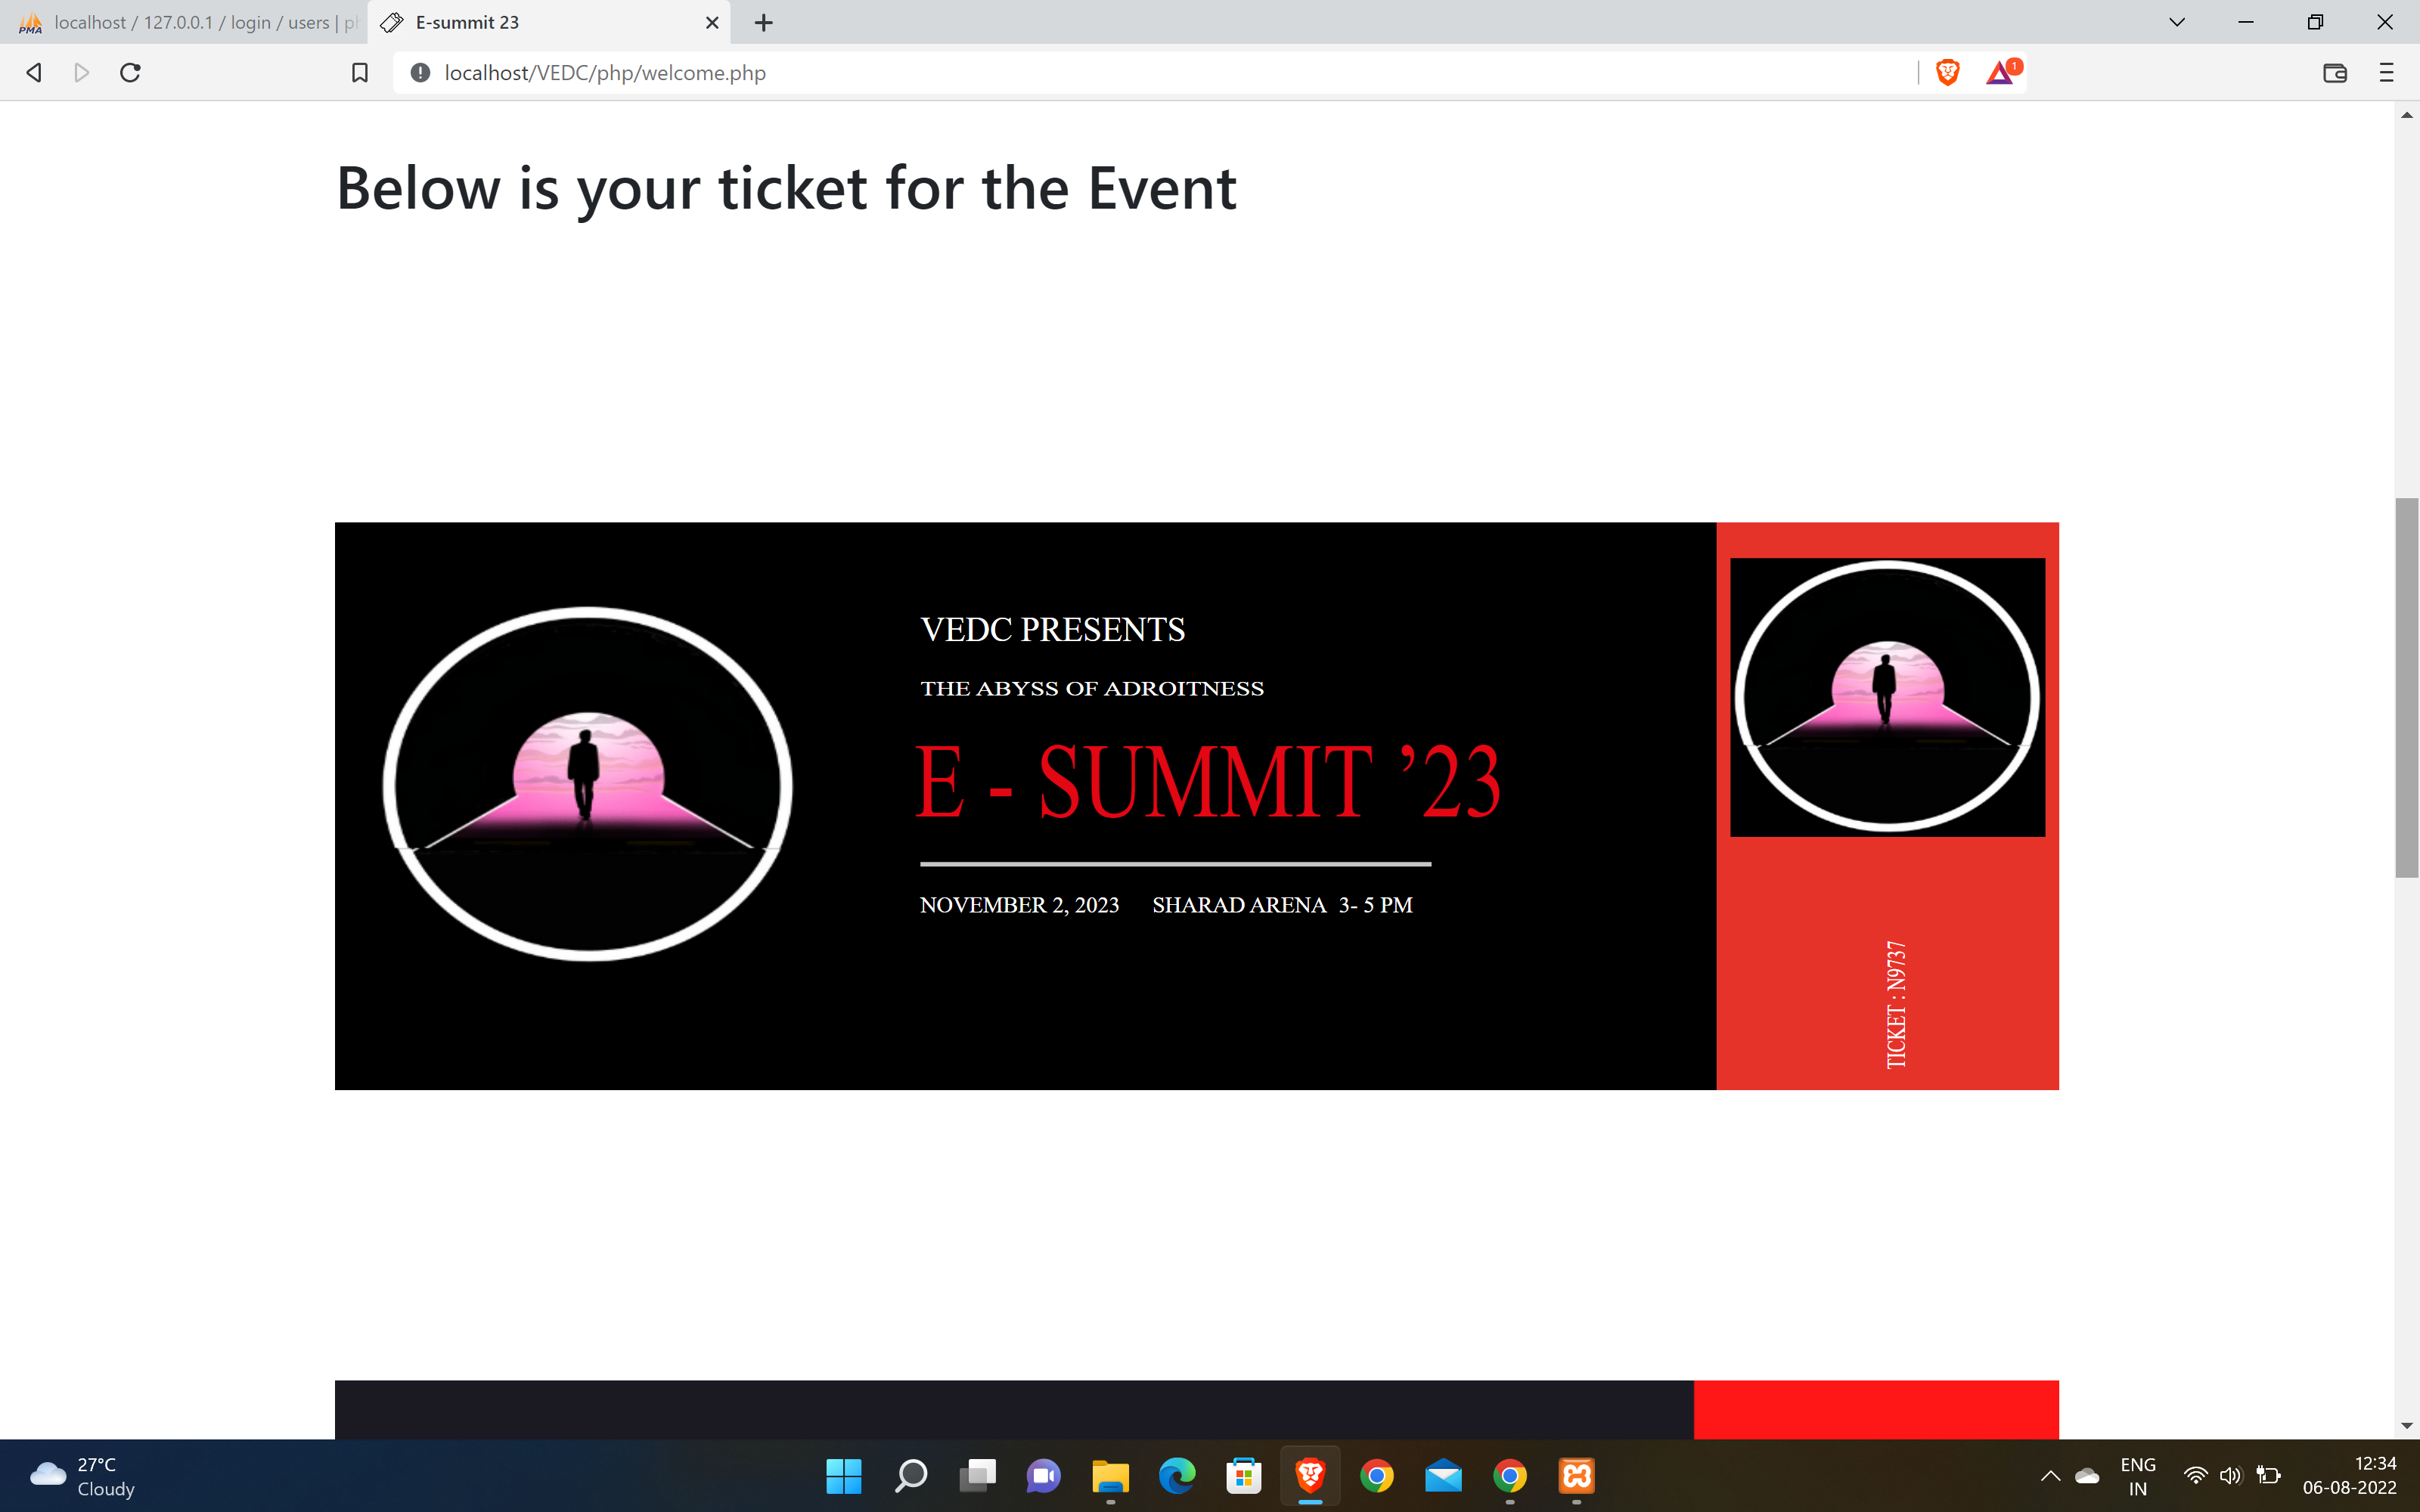 localhost / 127.0.0.1 / login / users |
E-summit 23
localhost/VEDC/php/welcome.php
1
Below is your ticket for the Event
VEDC PRESENTS
THE ABYSS OF ADROITNESS
E - SUMMIT ’23
NOVEMBER 2, 2023 SHARAD ARENA 3- 5 PM
TICKET : N9737
27°C
Cloudy
ENG
IN
12:34
06-08-2022
PMA